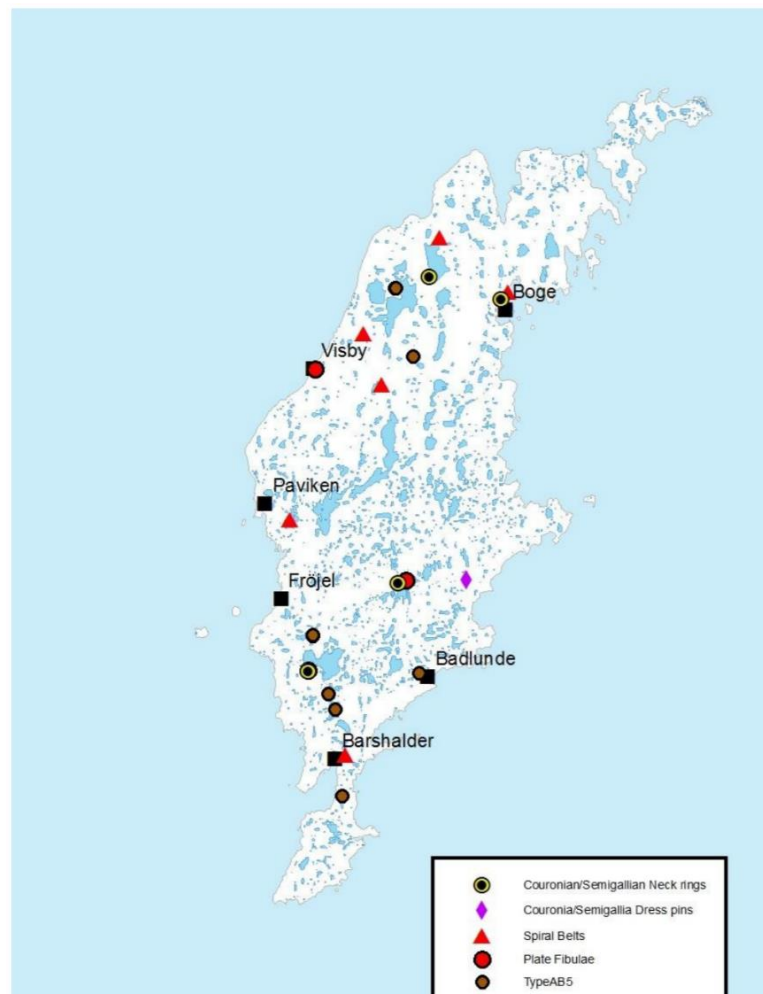 Boge
Visby
Paviken
Fröjel
Badlunde
Barshalder
Couronian/Semigallian Neck rings
Couronia/Semigallia Dress pins
Spiral Belts
Plate Fibulae
TypeAB5